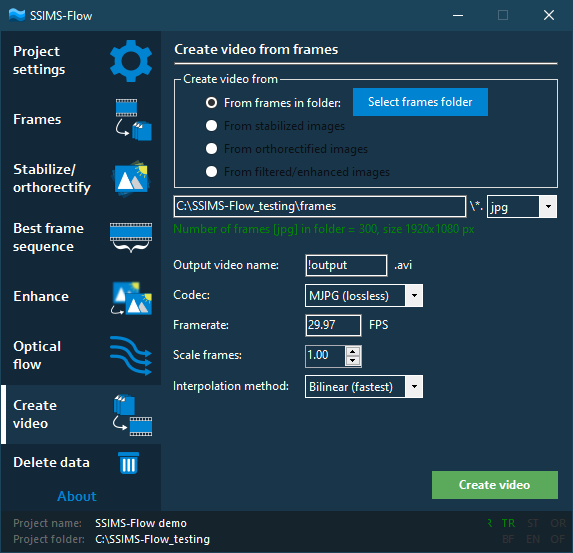 SSIMS-Flow
Project
settings
Frames
Stabilize/
orthorectify
Best frame
sequence
Enhance
Optical
flow
Create
video
Delete data
About
Create video from frames
Create video from
From frames in folder:
Select frames folder
From stabilized images
From orthorectified images
From filtered/enhanced images
C:\SSIMS-Flow_testing\frames \*. jpg
Number of frames [jpg] in folder = 300, size 1920x1080 px
Output video name: !output .avi
Codec: MJPG (lossless)
Framerate: 29.97 FPS
Scale frames: 1.00
Interpolation method: Bilinear (fastest)
Create video
Project name: SSIMS-Flow demo
Project folder: C:\SSIMS-Flow_testing
TR ST OR
BF EN OF